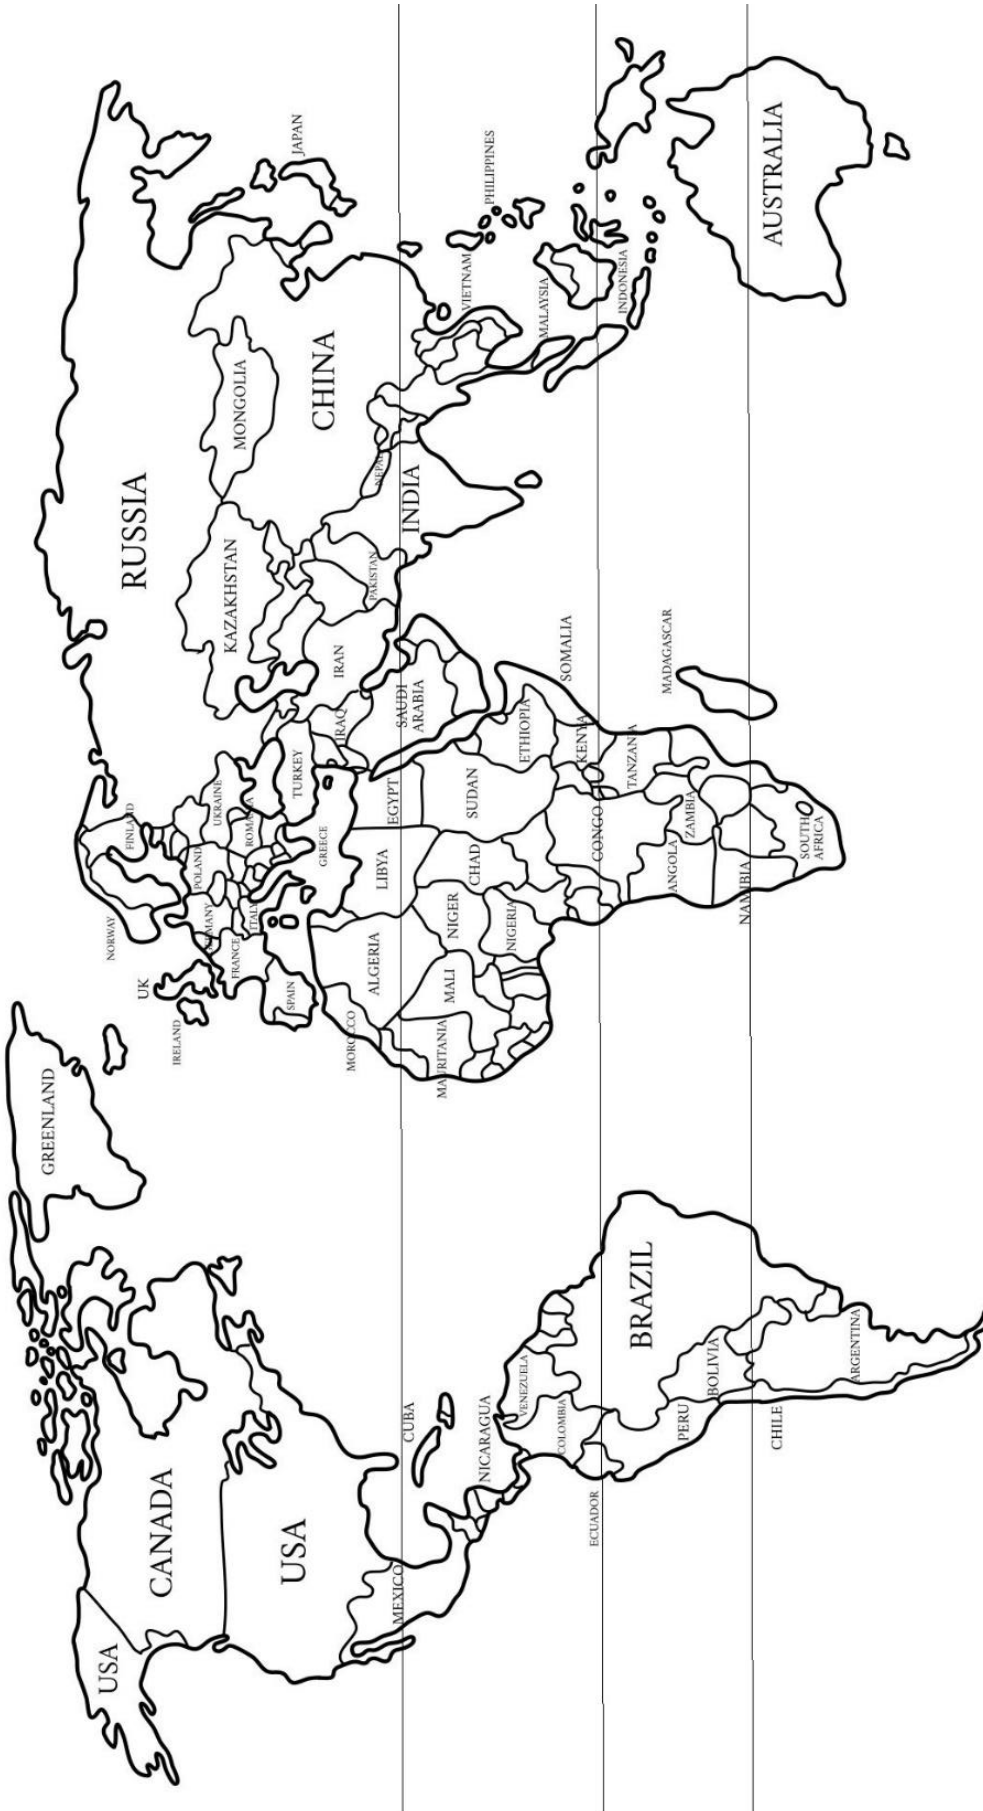 GREENLAND
USA
CANADA
USA
MEXICO
CUBA
NICARAGUA
VENEZUELA
COLOMBIA
ECUADOR
PERU
BRAZIL
BOLIVIA
CHILE
ARGENTINA
NORWAY
FINLAND
UK
IRELAND
GERMANY
POLAND
FRANCE
SPAIN
ITALY
UKRAINE
ROMANIA
GREECE
TURKEY
RUSSIA
KAZAKHSTAN
MONGOLIA
CHINA
JAPAN
IRAQ
IRAN
PAKISTAN
NEPAL
INDIA
SAUDI
ARABIA
MOROCCO
ALGERIA
LIBYA
EGYPT
MAURITANIA
MALI
NIGER
CHAD
SUDAN
NIGERIA
ETHIOPIA
SOMALIA
KENYA
CONGO
TANZANIA
ANGOLA
ZAMBIA
NAMIBIA
SOUTH
AFRICA
MADAGASCAR
VIETNAM
PHILIPPINES
MALAYSIA
INDONESIA
AUSTRALIA